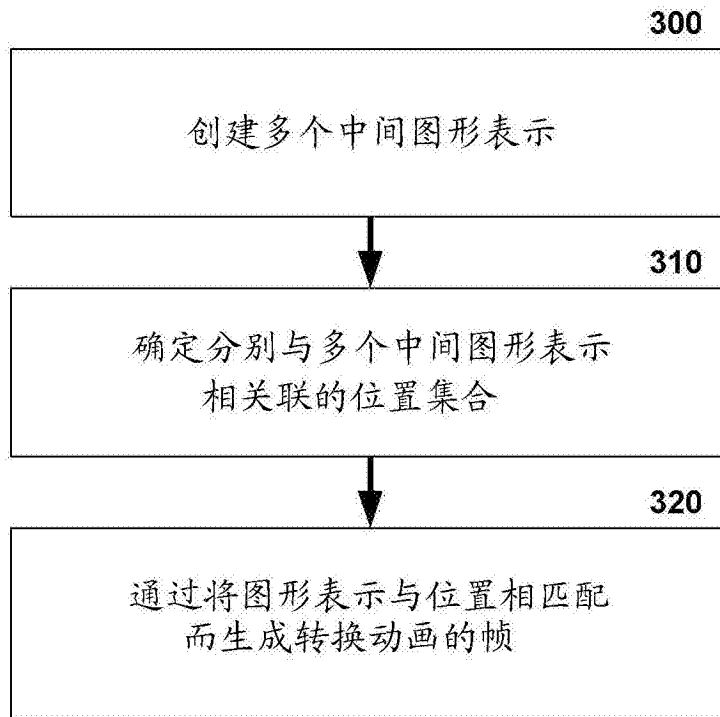 300
创建多个中间图形表示
310
确定分别与多个中间图形表示
相关联的位置集合
320
通过将图形表示与位置相匹配
而生成转换动画的帧